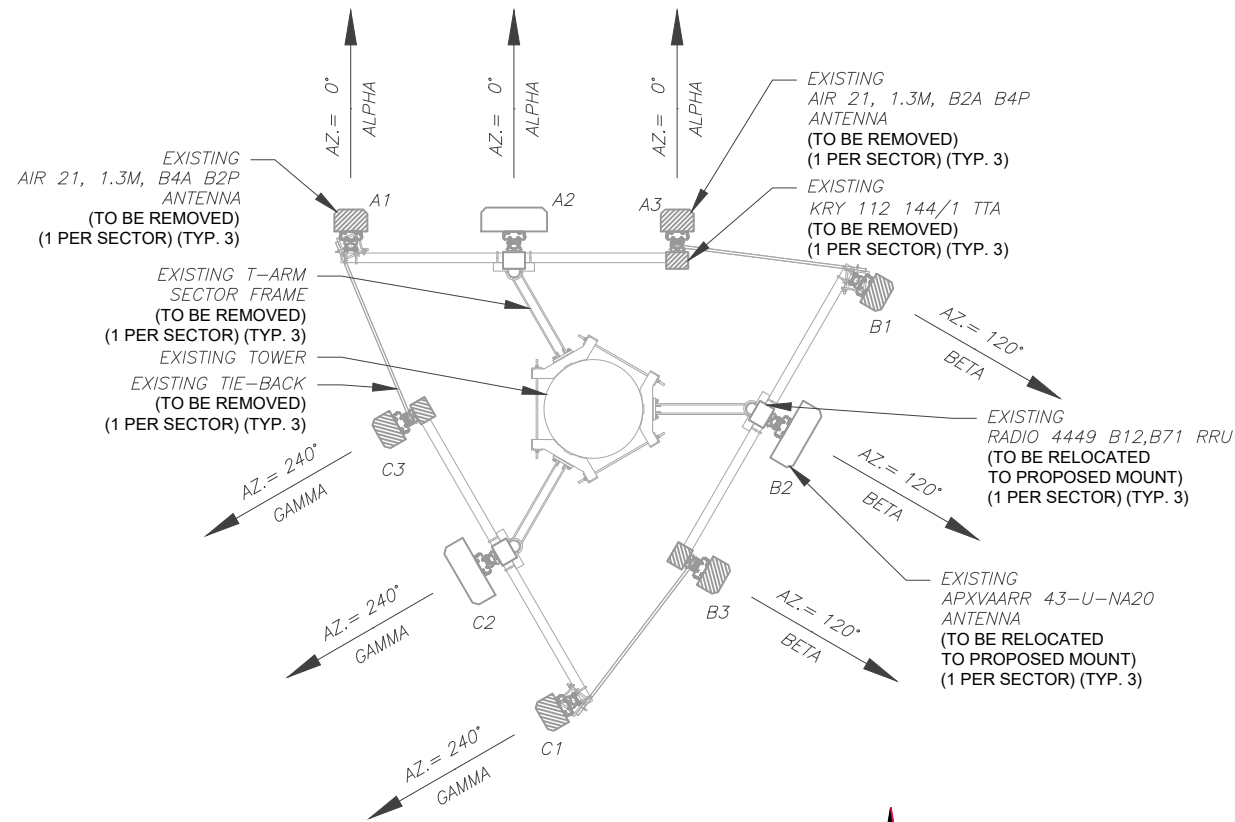 AZ.= 0°
ALPHA
AZ.= 0°
ALPHA
AZ.= 0°
ALPHA
EXISTING
AIR 21, 1.3M, B2A B4P
ANTENNA
(TO BE REMOVED)
(1 PER SECTOR) (TYP. 3)
EXISTING
AIR 21, 1.3M, B4A B2P
ANTENNA
(TO BE REMOVED)
(1 PER SECTOR) (TYP. 3)
A1
A2
A3
EXISTING
KRY 112 144/1 TTA
(TO BE REMOVED)
(1 PER SECTOR) (TYP. 3)
EXISTING T-ARM
SECTOR FRAME
(TO BE REMOVED)
(1 PER SECTOR) (TYP. 3)
EXISTING TOWER
EXISTING TIE-BACK
(TO BE REMOVED)
(1 PER SECTOR) (TYP. 3)
B1
AZ.= 120°
BETA
EXISTING
RADIO 4449 B12,B71 RRU
(TO BE RELOCATED
TO PROPOSED MOUNT)
(1 PER SECTOR) (TYP. 3)
C3
AZ.= 240°
GAMMA
B2
AZ.= 120°
BETA
EXISTING
APXVAARR 43-U-NA20
ANTENNA
(TO BE RELOCATED
TO PROPOSED MOUNT)
(1 PER SECTOR) (TYP. 3)
C2
AZ.= 240°
GAMMA
B3
AZ.= 120°
BETA
C1
AZ.= 240°
GAMMA